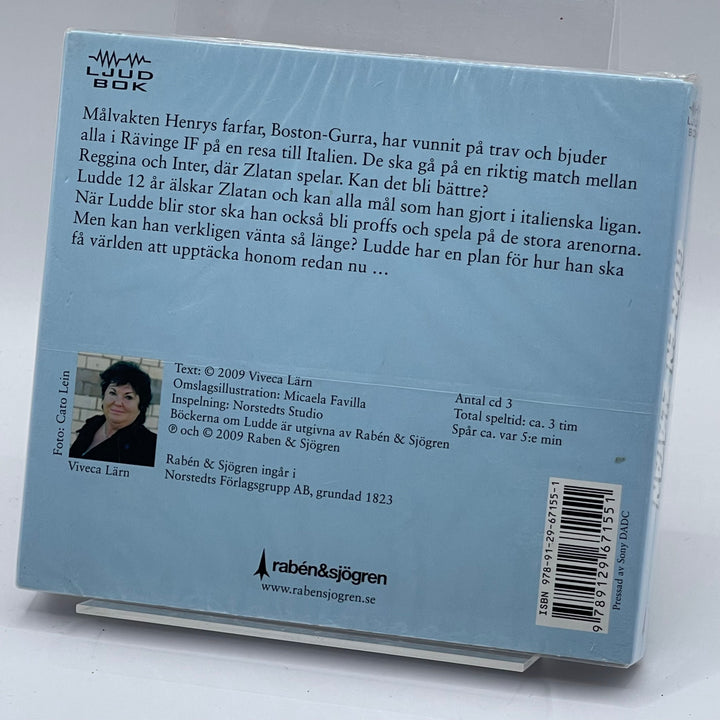 LJUD
BOK
Målvakten Henrys farfar, Boston-Gurra, har vunnit på trav och bjuder
alla i Rävinge IF på en resa till Italien. De ska gå på en riktig match mellan
Reggina och Inter, där Zlatan spelar. Kan det bli bättre?
Ludde 12 år älskar Zlatan och kan alla mål som han gjort i italienska ligan.
När Ludde blir stor ska han också bli proffs och spela på de stora arenorna.
Men kan han verkligen vänta så länge? Ludde har en plan för hur han ska
få världen att upptäcka honom redan nu ...
Foto: Cato Lein
Viveca Lärn
Text: © 2009 Viveca Lärn
Omslagsillustration: Micaela Favilla
Inspelning: Norstedts Studio
Böckerna om Ludde är utgivna av Rabén & Sjögren
℗ och © 2009 Raben & Sjögren
Rabén & Sjögren ingår i
Norstedts Förlagsgrupp AB, grundad 1823
Antal cd 3
Total speltid: ca. 3 tim
Spår ca. var 5:e min
rabén&sjögren
www.rabensjogren.se
ISBN 978-91-29-67155-1
9 789129 671551
Pressad av Sony DADC
LJUD
BOK